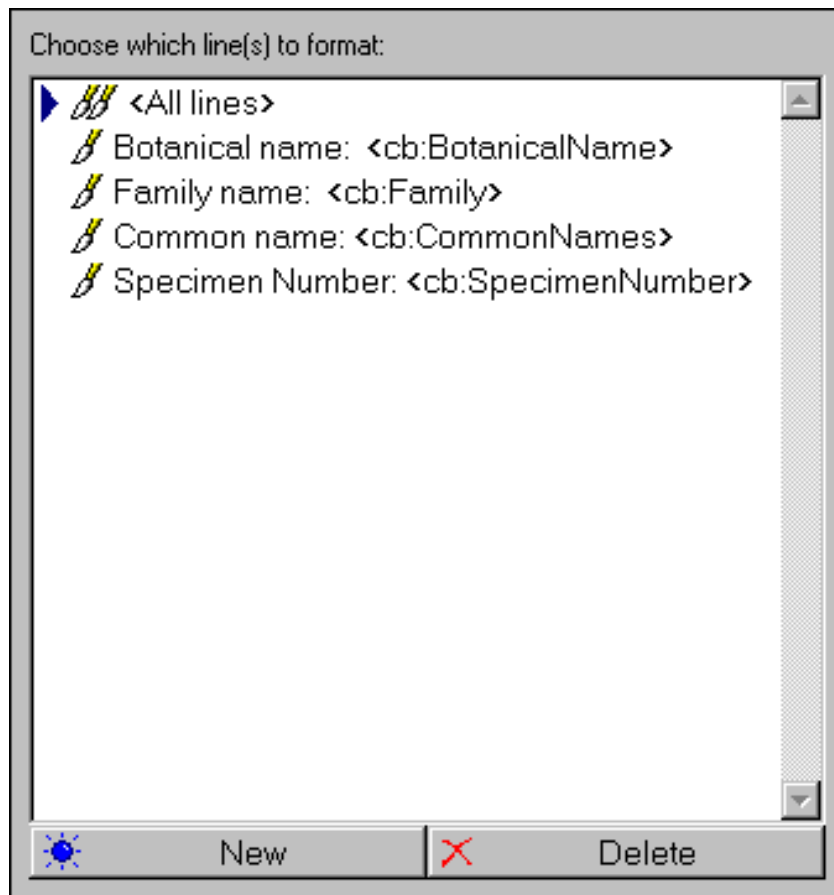 Choose which line(s) to format:
<All lines>
Botanical name: <cb:BotanicalName>
Family name: <cb:Family>
Common name: <cb:CommonNames>
Specimen Number: <cb:SpecimenNumber>
New
Delete